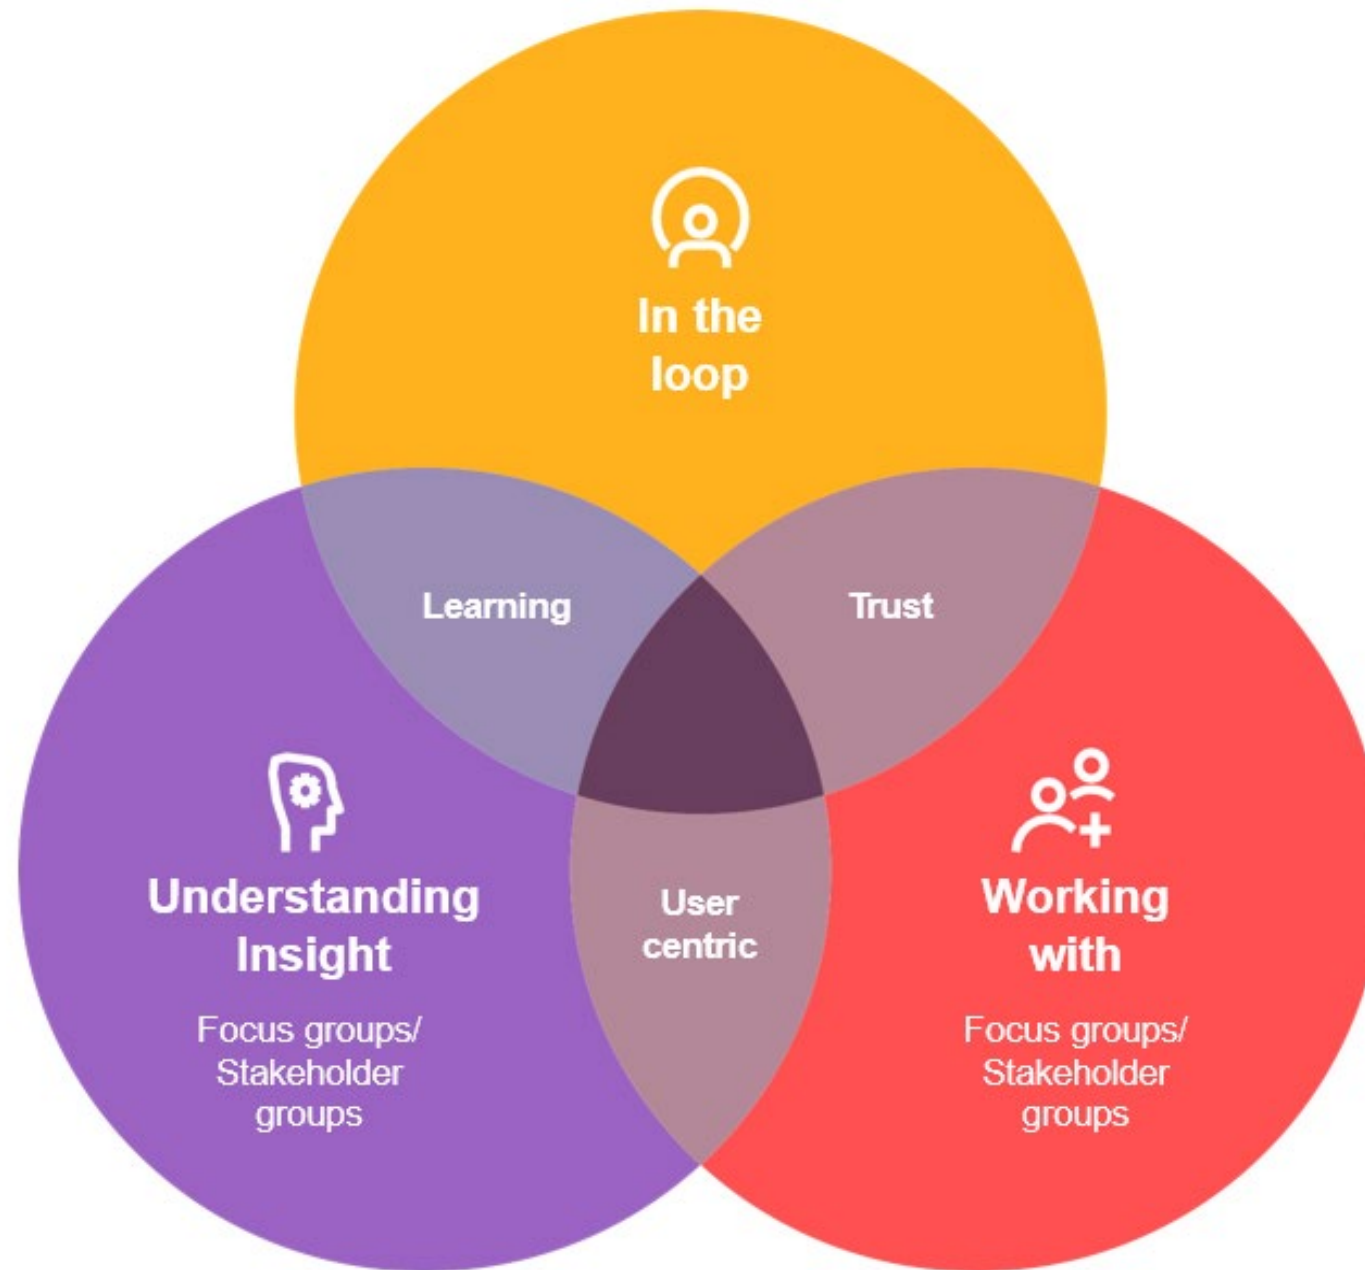 In the
loop
Learning
Trust
Understanding
Insight
Focus groups/
Stakeholder
groups
User
centric
Working
with
Focus groups/
Stakeholder
groups